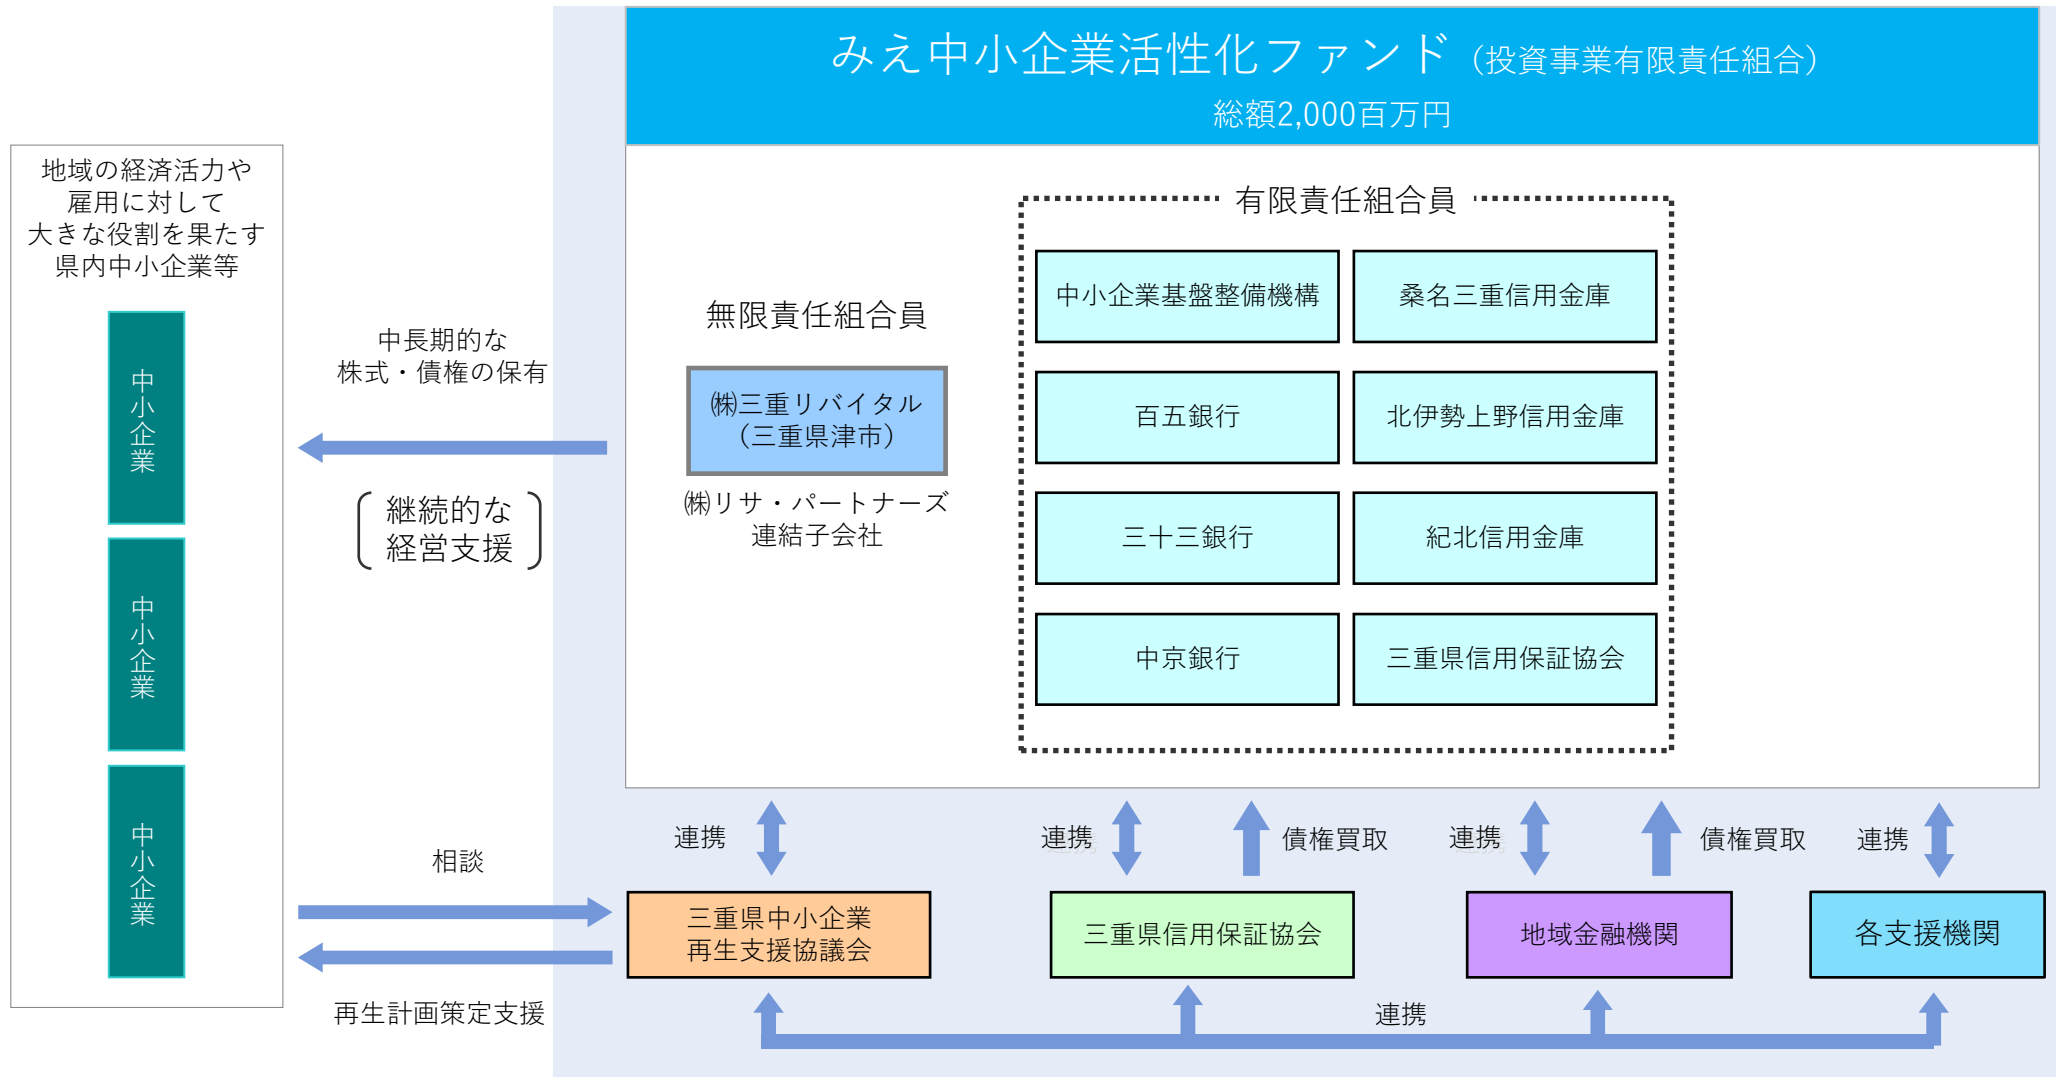 みえ中小企業活性化ファンド（投資事業有限責任組合）
総額2,000百万円
地域の経済活力や
雇用に対して
大きな役割を果たす
県内中小企業等
中小企業
中小企業
中小企業
中長期的な
株式・債権の保有
継続的な
経営支援
相談
再生計画策定支援
無限責任組合員
㈱三重リバイタル
（三重県津市）
㈱リサ・パートナーズ
連結子会社
有限責任組合員
中小企業基盤整備機構
桑名三重信用金庫
百五銀行
北伊勢上野信用金庫
三十三銀行
紀北信用金庫
中京銀行
三重県信用保証協会
連携
連携
債権買取
連携
債権買取
連携
三重県中小企業
再生支援協議会
三重県信用保証協会
地域金融機関
各支援機関
連携